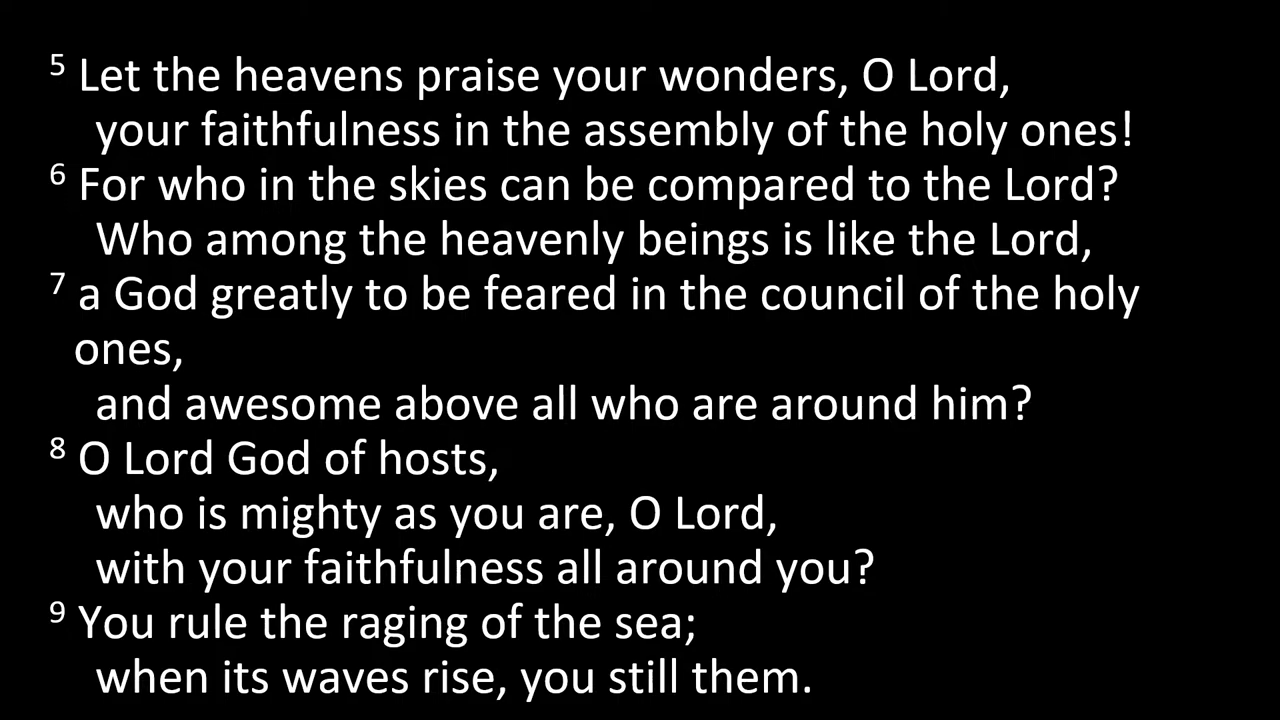 5 Let the heavens praise your wonders, O Lord,
your faithfulness in the assembly of the holy ones!
6 For who in the skies can be compared to the Lord?
Who among the heavenly beings is like the Lord,
7 a God greatly to be feared in the council of the holy
ones,
and awesome above all who are around him?
8 O Lord God of hosts,
who is mighty as you are, O Lord,
with your faithfulness all around you?
9 You rule the raging of the sea;
when its waves rise, you still them.